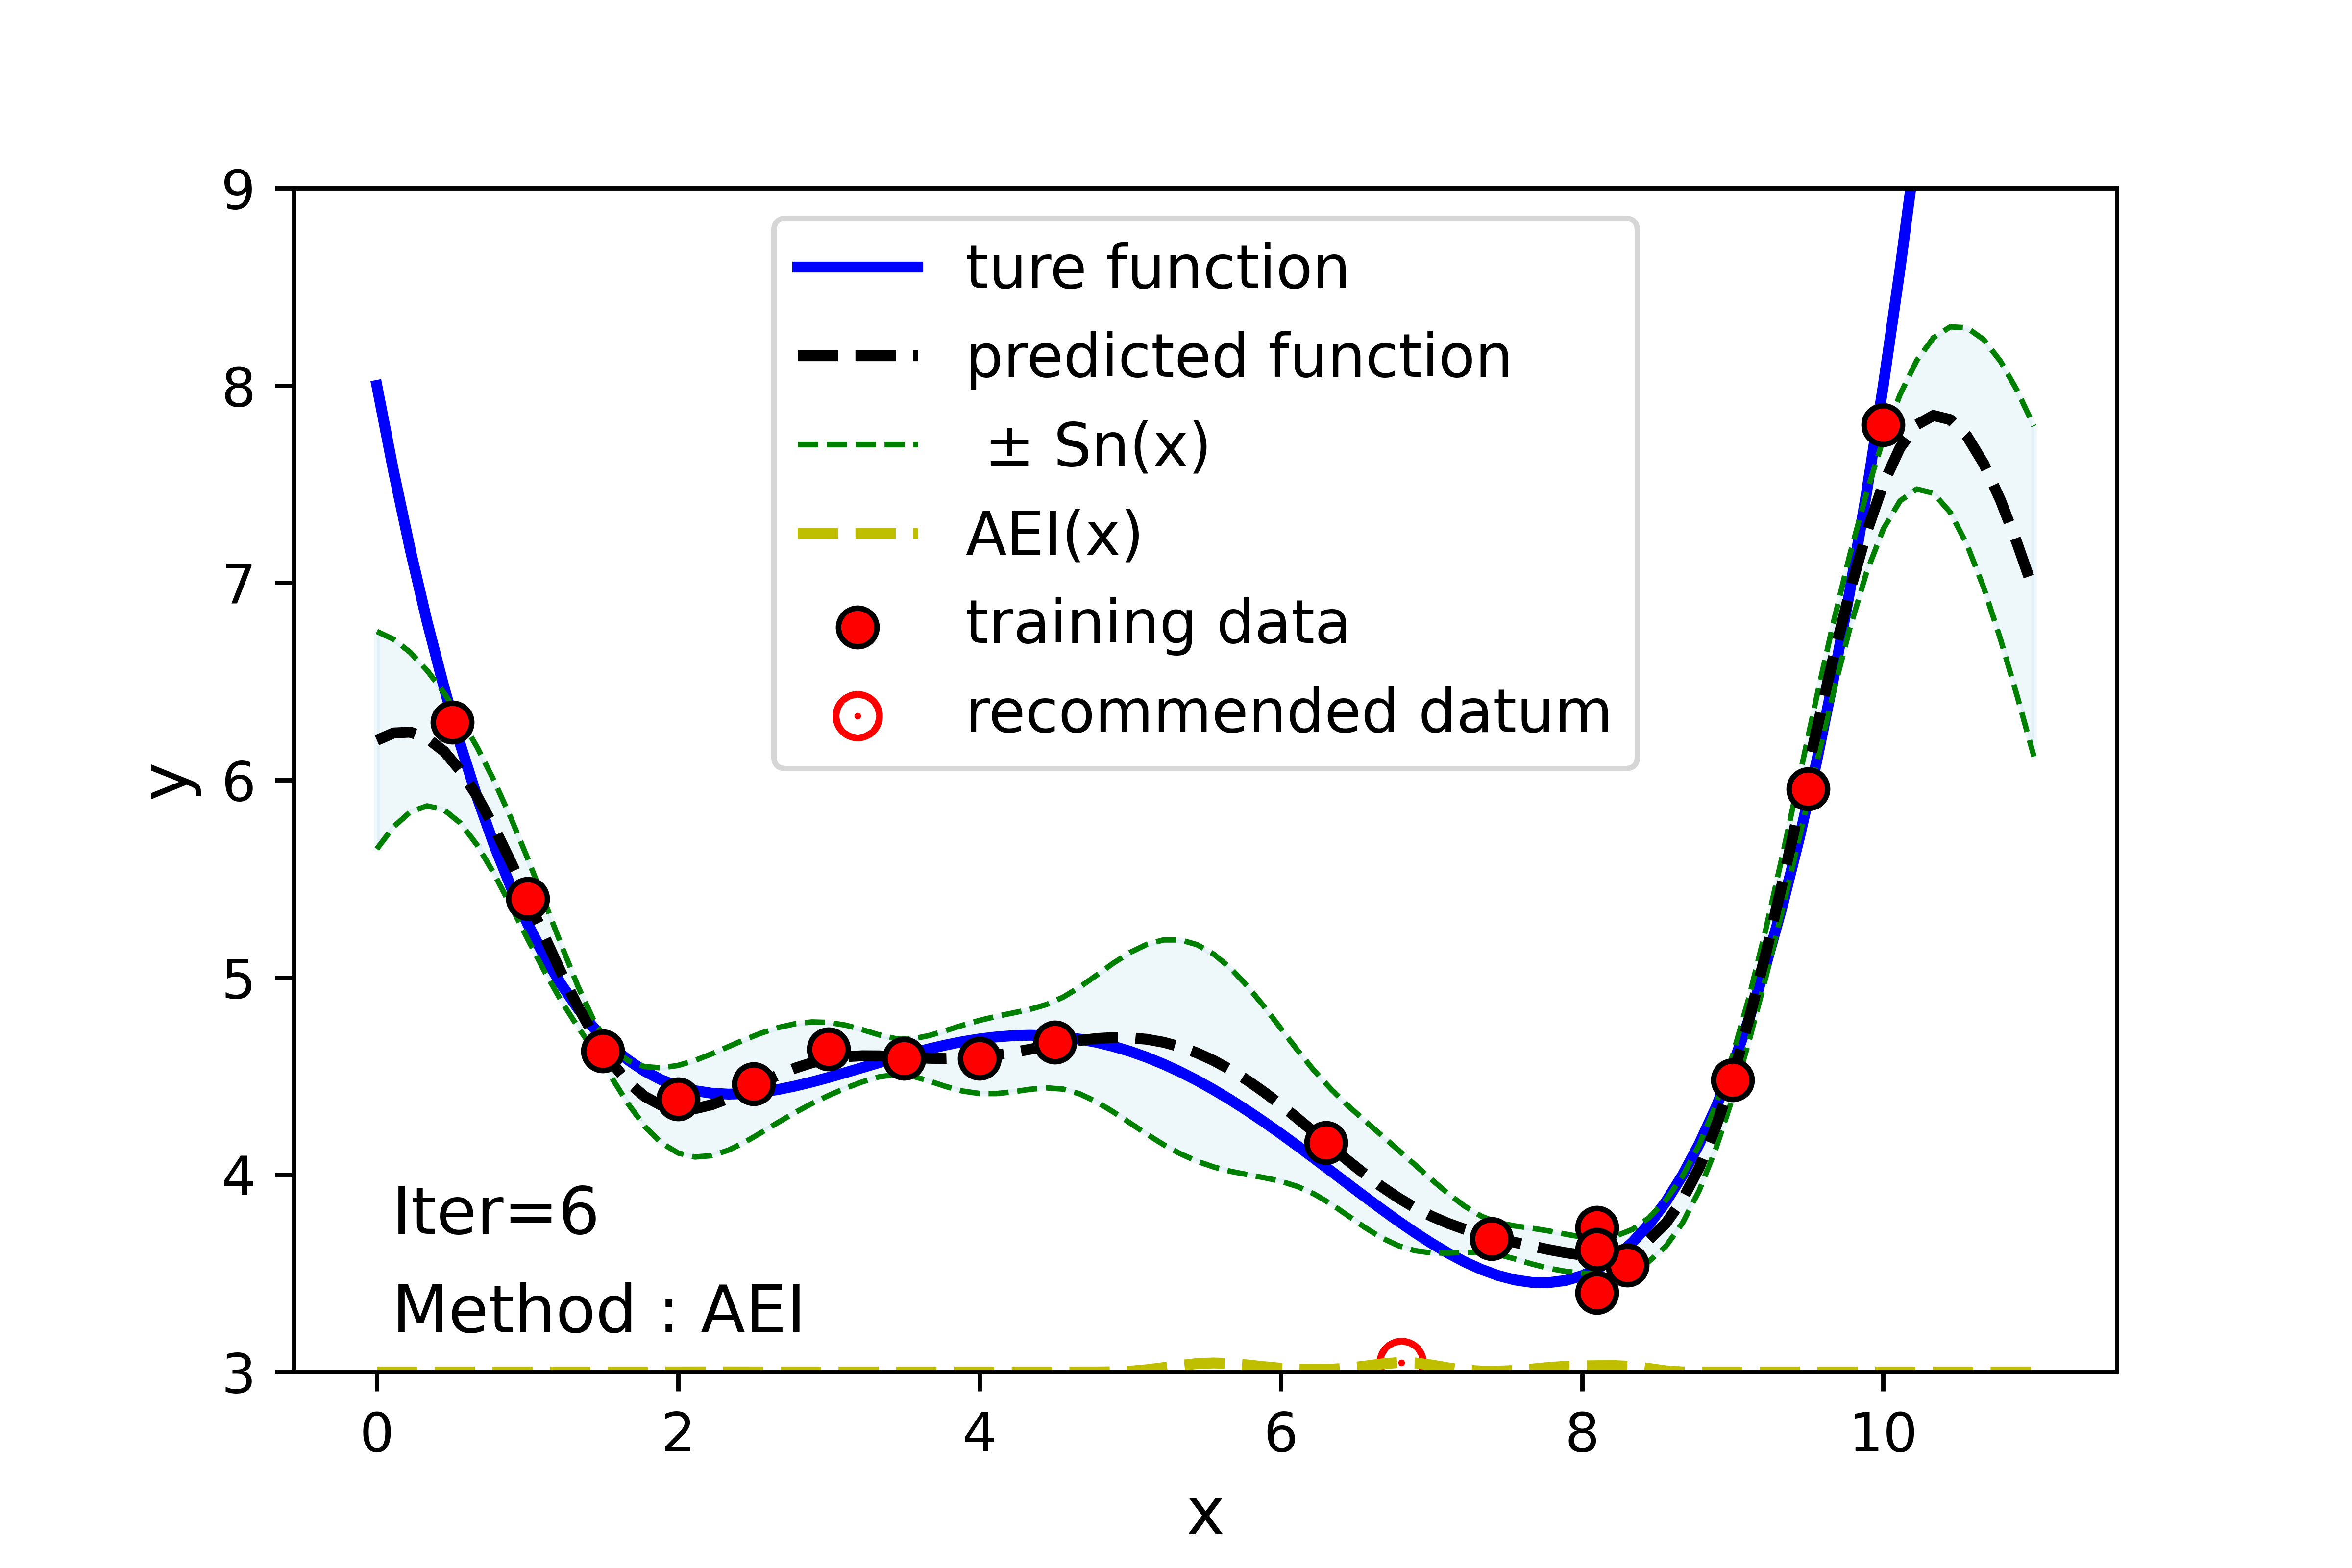 9
8
7
6
5
4
3
y
ture function
predicted function
± Sn(x)
AEI(x)
training data
recommended datum
Iter=6
Method : AEI
0 2 4 6 8 10
x